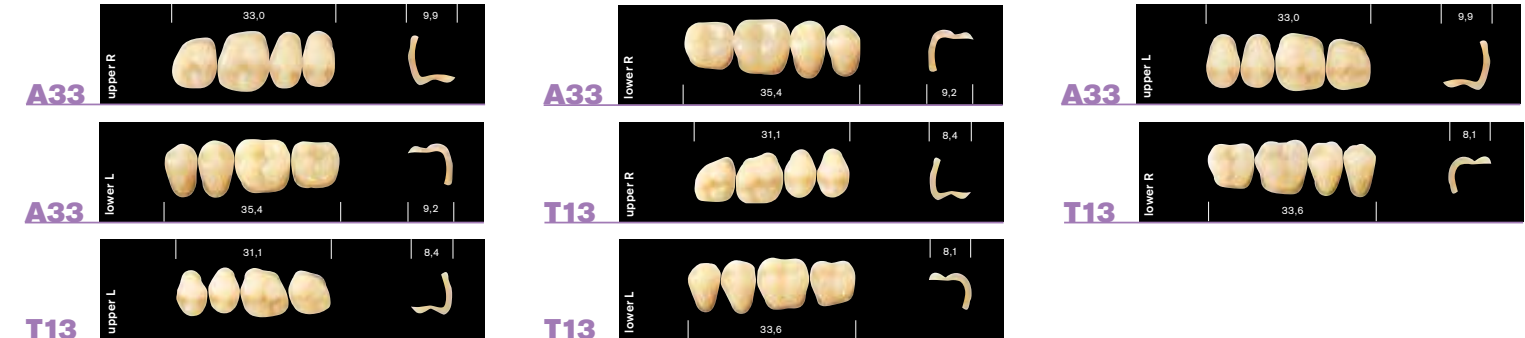 33,0 9,9
upper R
A33
35,4 9,2
lower R
A33
33,0 9,9
upper L
A33
35,4 9,2
lower L
A33
31,1 8,4
upper R
T13
33,6 8,1
lower R
T13
31,1 8,4
upper L
T13
33,6 8,1
lower L
T13